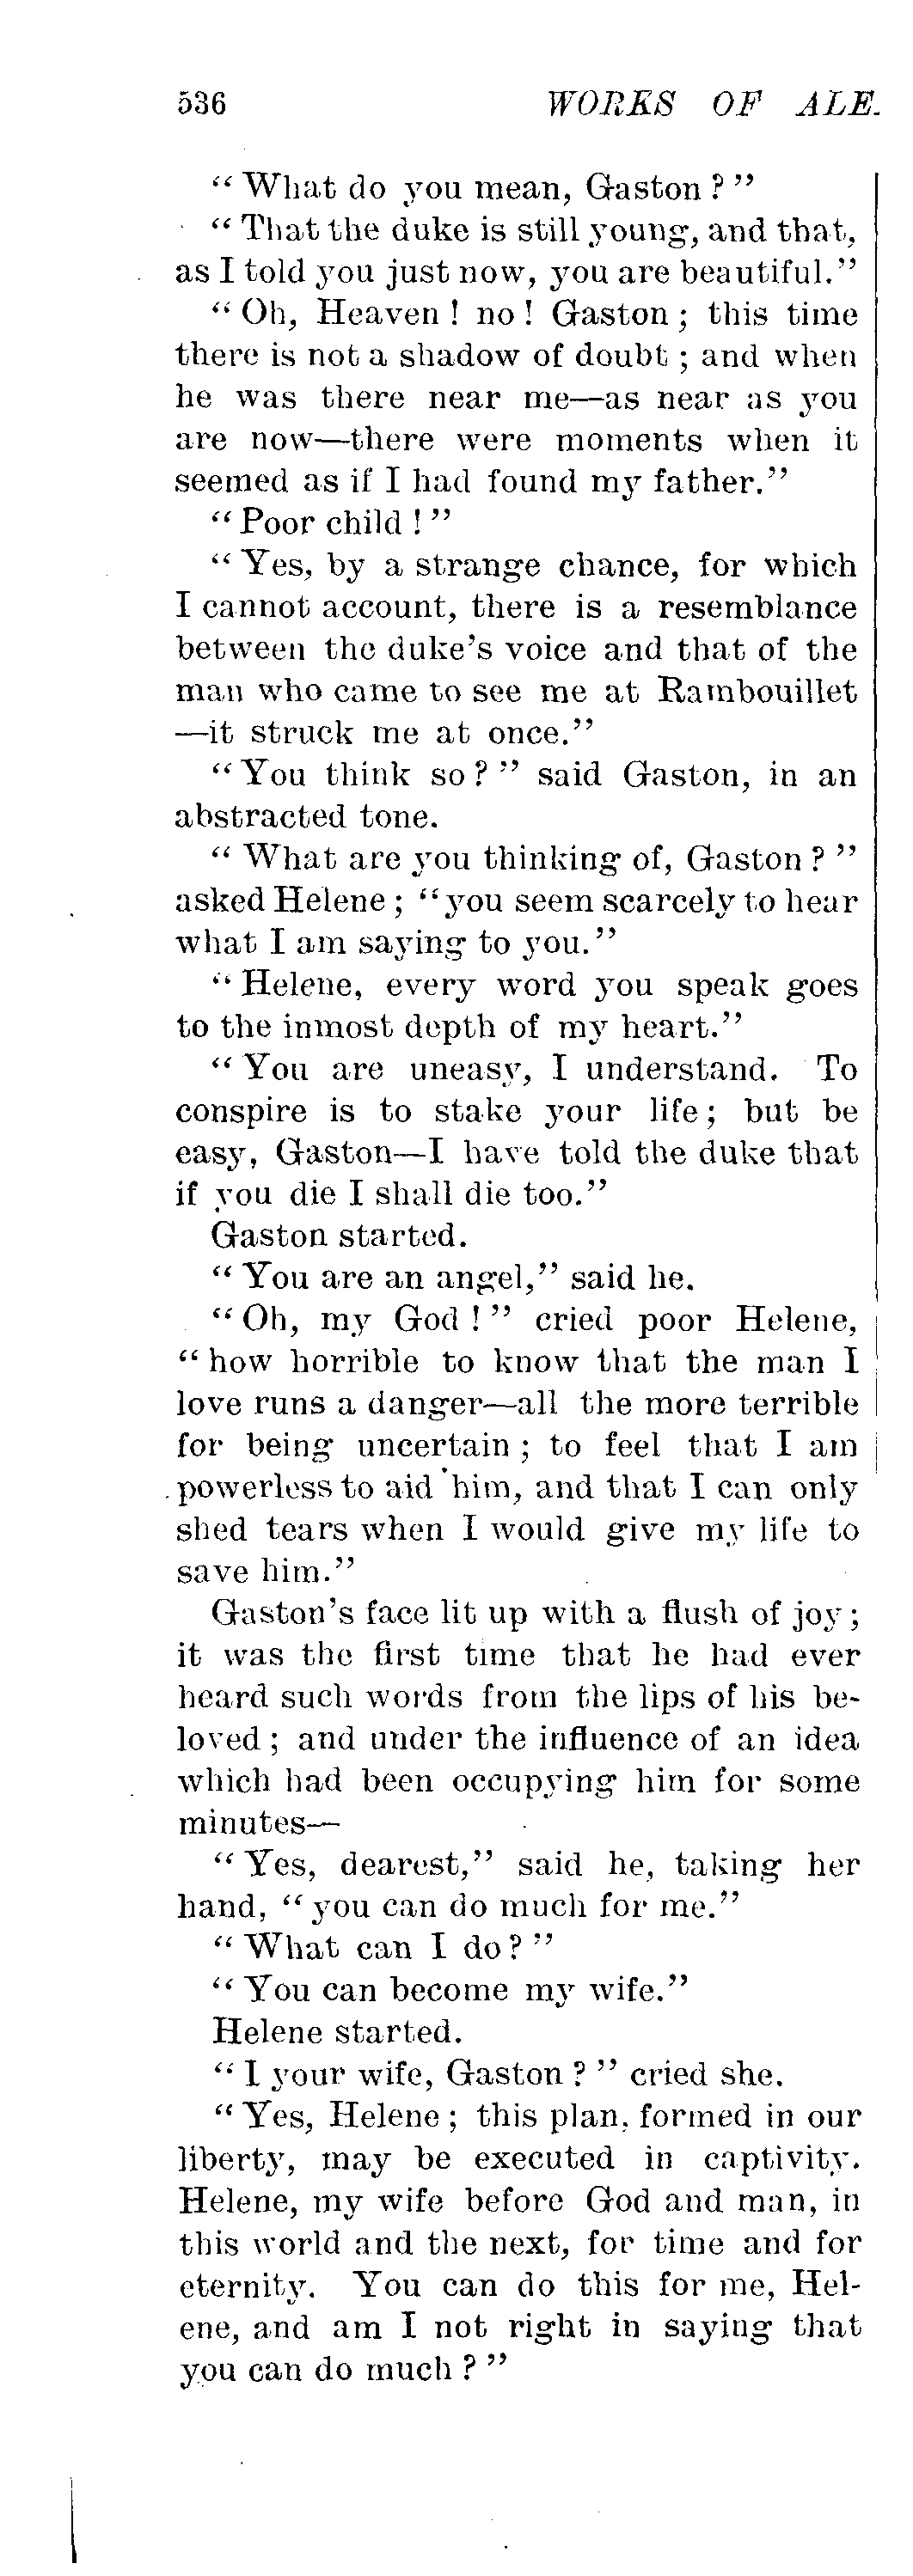 536 WORKS OF ALE
"What do you mean, Gaston?"
"That the duke is still young, and that,
as I told you just now, you are beautiful."
"Oh, Heaven! no! Gaston; this time
there is not a shadow of doubt; and when
he was there near me—as near as you
are now—there were moments when it
seemed as if I had found my father."
"Poor child!"
"Yes, by a strange chance, for which
I cannot account, there is a resemblance
between the duke's voice and that of the
man who came to see me at Rambouillet
—it struck me at once."
"You think so?" said Gaston, in an
abstracted tone.
"What are you thinking of, Gaston?"
asked Helene; "you seem scarcely to hear
what I am saying to you."
"Helene, every word you speak goes
to the inmost depth of my heart."
"You are uneasy, I understand. To
conspire is to stake your life; but be
easy, Gaston—I have told the duke that
if you die I shall die too."
Gaston started.
"You are an angel," said he.
"Oh, my God!" cried poor Helene,
"how horrible to know that the man I
love runs a danger—all the more terrible
for being uncertain; to feel that I am
powerless to aid him, and that I can only
shed tears when I would give my life to
save him."
Gaston's face lit up with a flush of joy;
it was the first time that he had ever
heard such words from the lips of his be-
loved; and under the influence of an idea
which had been occupying him for some
minutes—
"Yes, dearest," said he, taking her
hand, "you can do much for me."
"What can I do?"
"You can become my wife."
Helene started.
"I your wife, Gaston?" cried she.
"Yes, Helene; this plan, formed in our
liberty, may be executed in captivity.
Helene, my wife before God and man, in
this world and the next, for time and for
eternity. You can do this for me, Hel-
ene, and am I not right in saying that
you can do much?"